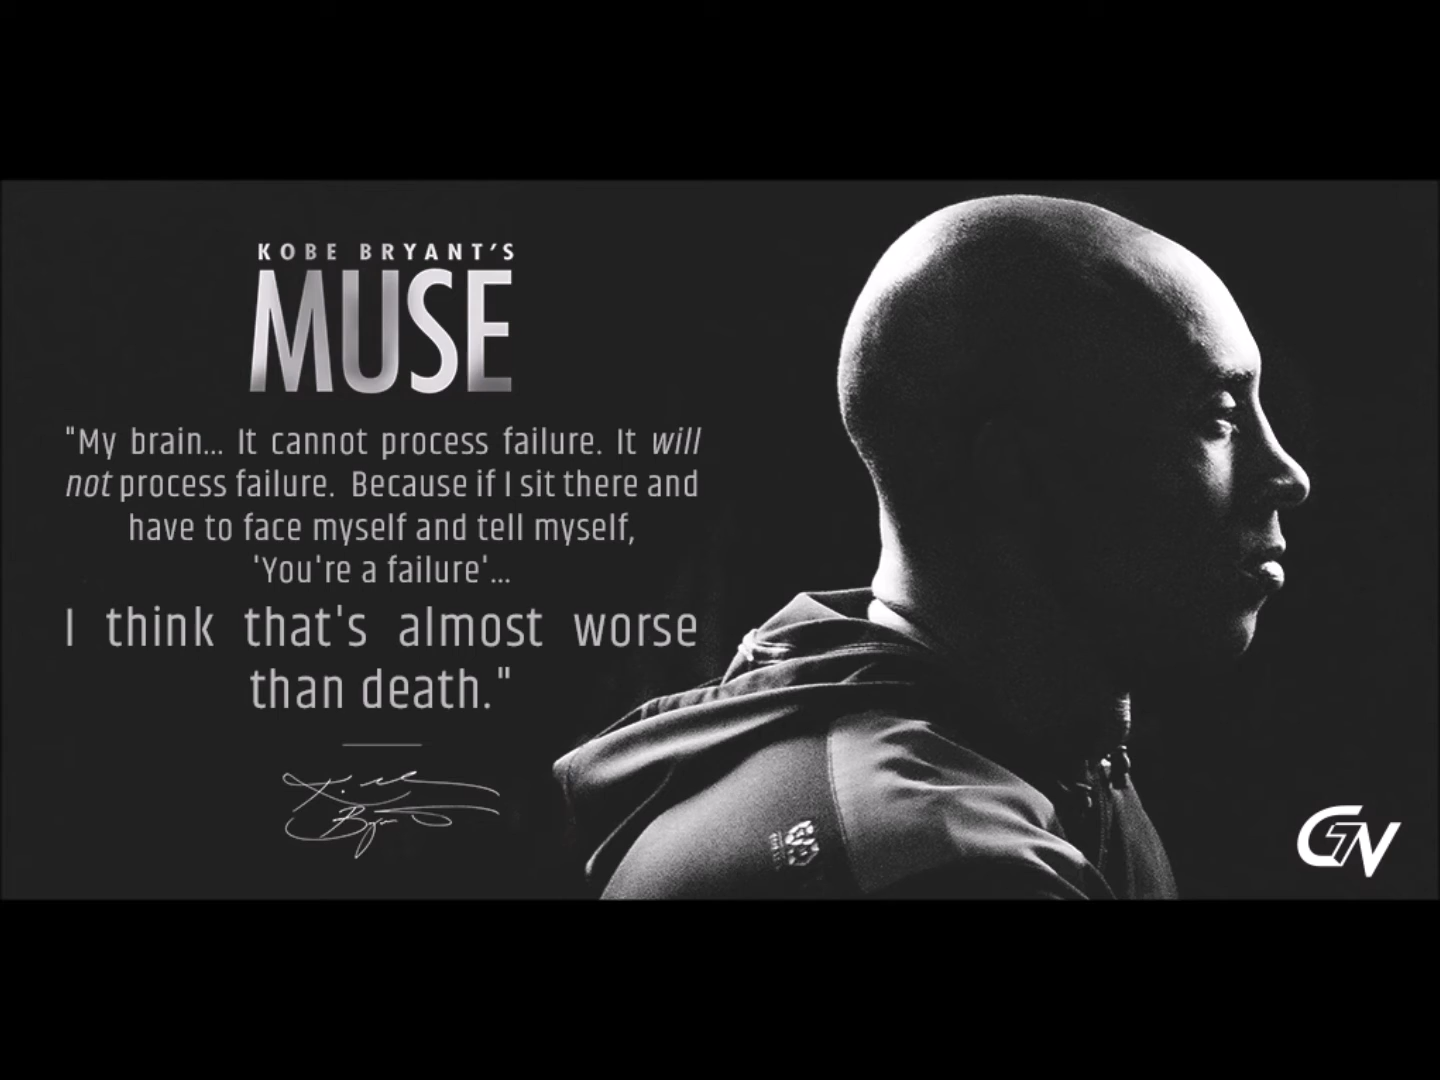 KOBE BRYANT'S
MUSE
"My brain... It cannot process failure. It will
not process failure. Because if I sit there and
have to face myself and tell myself,
'You're a failure'...
I think that's almost worse
than death."